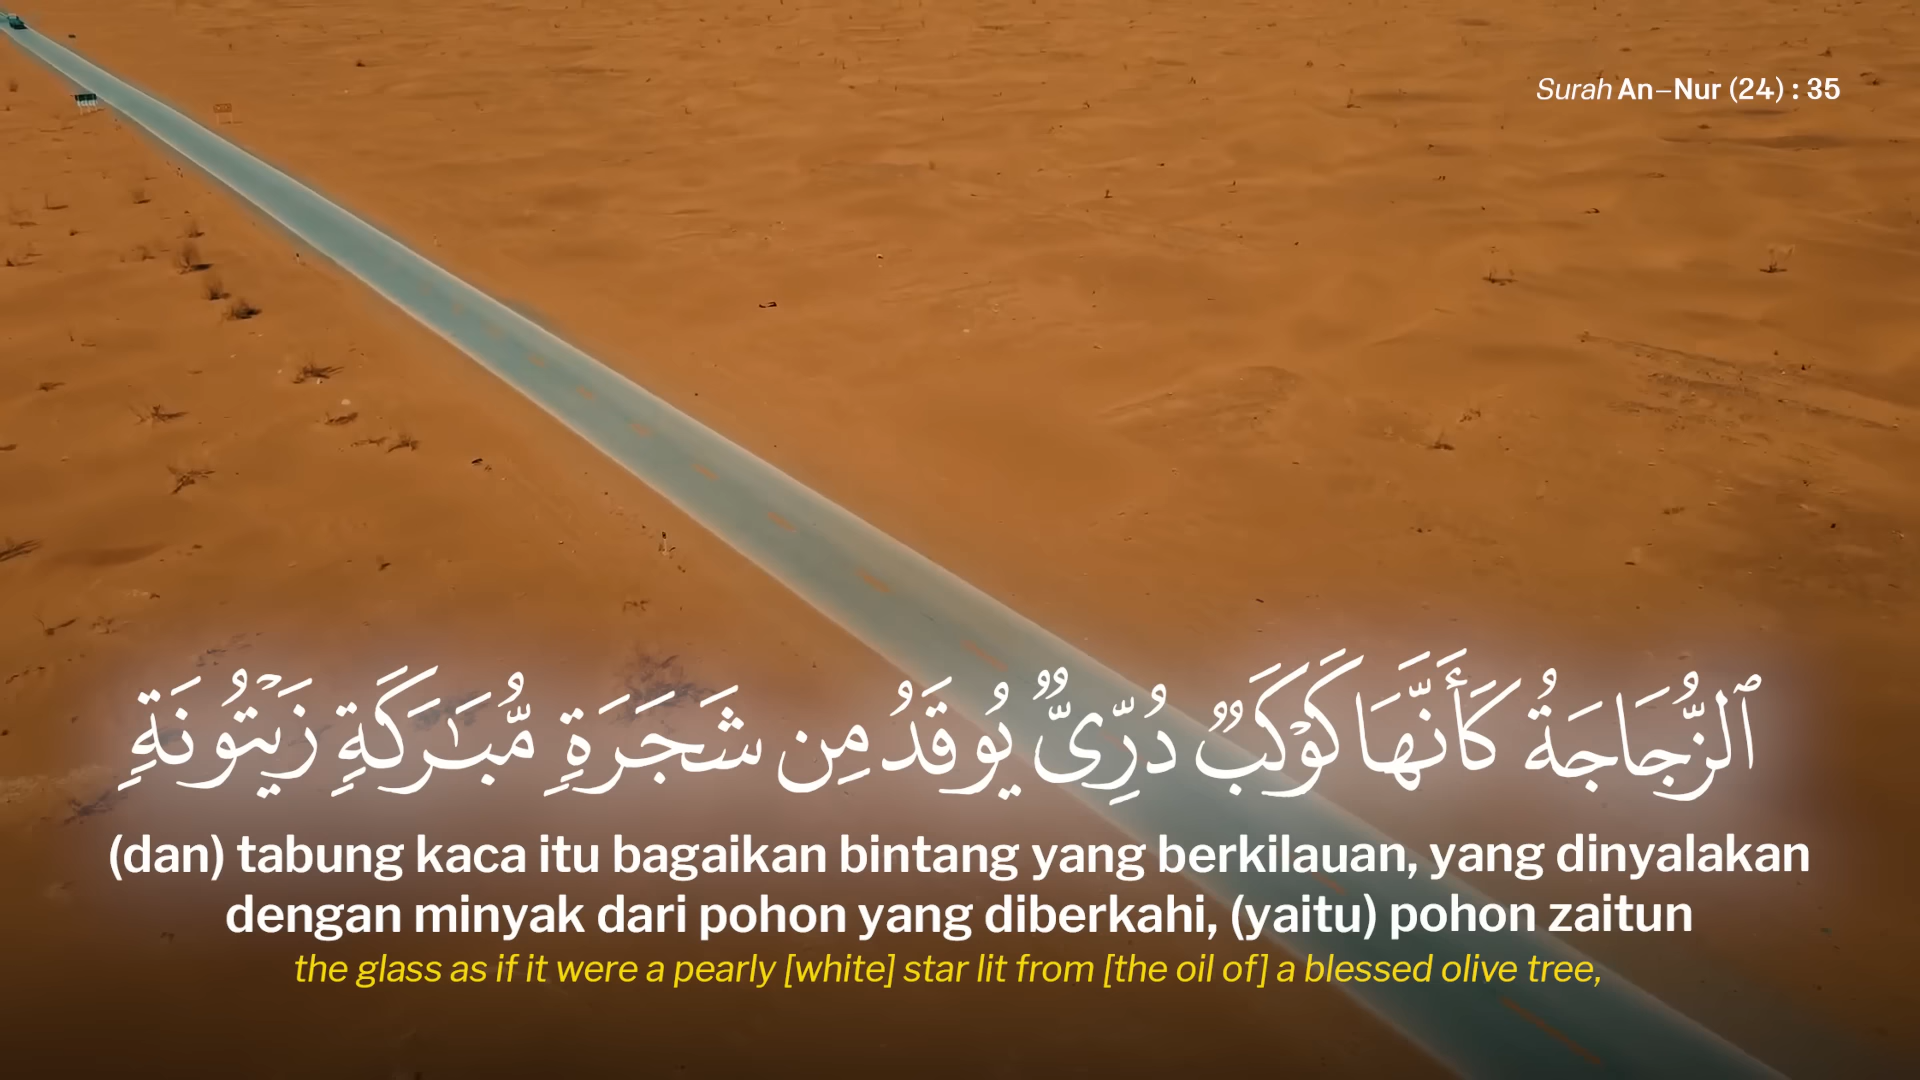 Surah An–Nur (24) : 35
ٱلزُّجَاجَةُ كَأَنَّهَا كَوْكَبٌ دُرِّىٌّ يُوقَدُ مِن شَجَرَةٍ مُّبَـٰرَكَةٍ زَيْتُونَةٍ
(dan) tabung kaca itu bagaikan bintang yang berkilauan, yang dinyalakan
dengan minyak dari pohon yang diberkahi, (yaitu) pohon zaitun
the glass as if it were a pearly [white] star lit from [the oil of] a blessed olive tree,